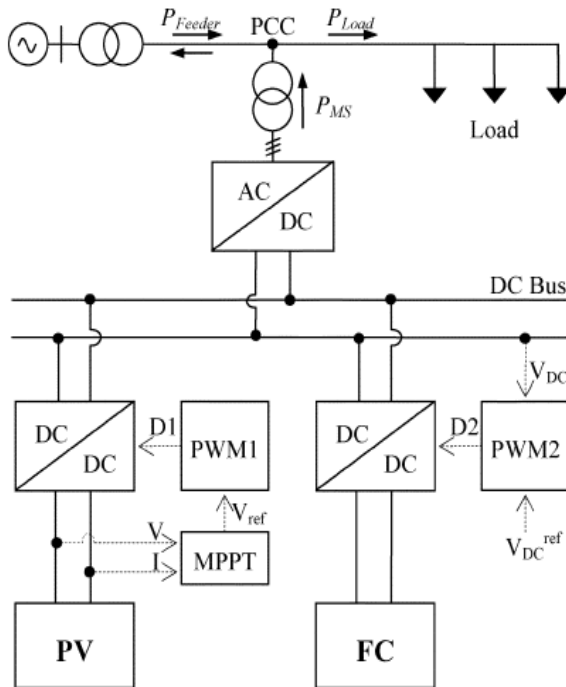 P_Feeder PCC P_Load
P_MS
Load
AC
DC
DC Bus
V_DC
DC
DC
D1
PWM1
DC
DC
D2
PWM2
V
V_ref
I
MPPT
V_DC^ref
PV
FC